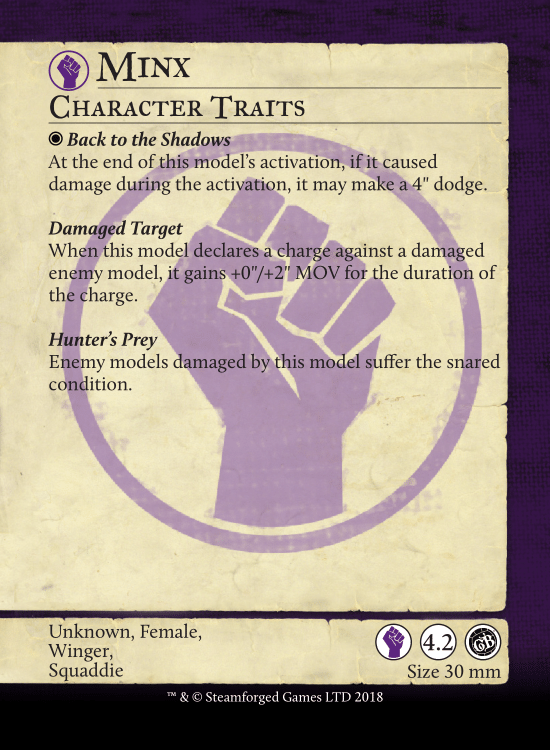 Minx
Character Traits
Back to the Shadows
At the end of this model's activation, if it caused
damage during the activation, it may make a 4" dodge.
Damaged Target
When this model declares a charge against a damaged
enemy model, it gains +0"/+2" MOV for the duration of
the charge.
Hunter's Prey
Enemy models damaged by this model suffer the snared
condition.
Unknown, Female,
Winger,
Squaddie
4.2
GB
Size 30 mm
™ & © Steamforged Games LTD 2018